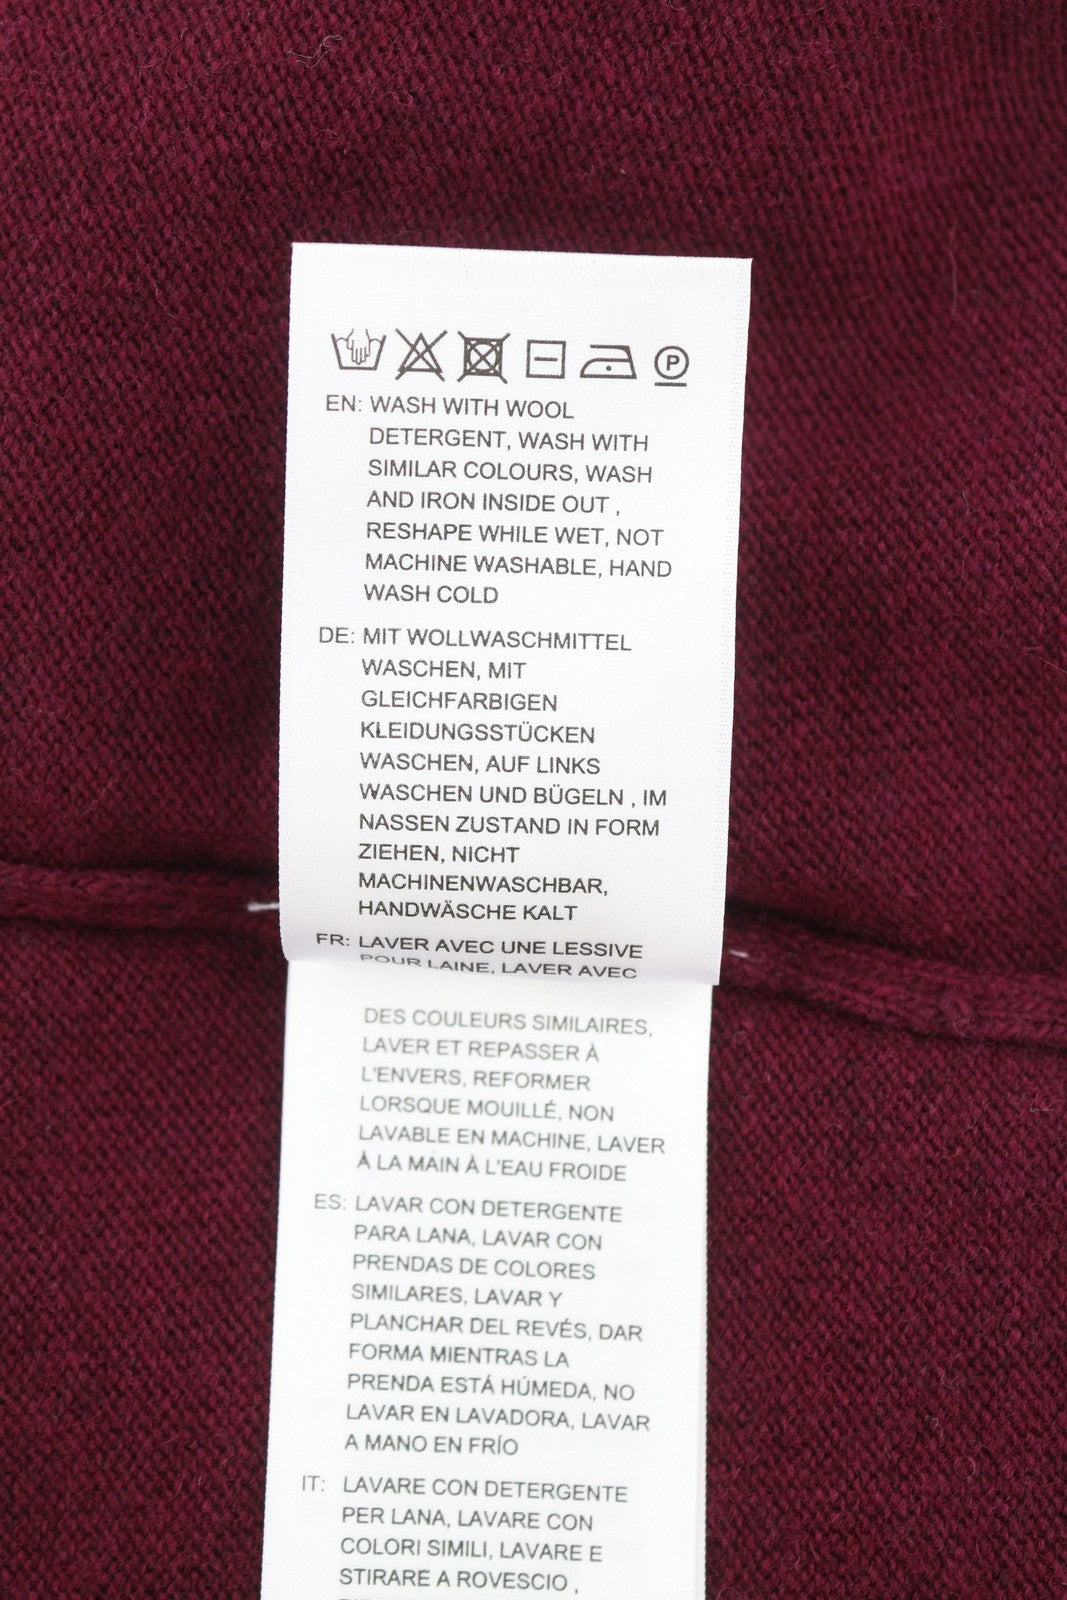 P
EN: WASH WITH WOOL
DETERGENT, WASH WITH
SIMILAR COLOURS, WASH
AND IRON INSIDE OUT ,
RESHAPE WHILE WET, NOT
MACHINE WASHABLE, HAND
WASH COLD
DE: MIT WOLLWASCHMITTEL
WASCHEN, MIT
GLEICHFARBIGEN
KLEIDUNGSSTÜCKEN
WASCHEN, AUF LINKS
WASCHEN UND BÜGELN , IM
NASSEN ZUSTAND IN FORM
ZIEHEN, NICHT
MACHINENWASCHBAR,
HANDWÄSCHE KALT
FR: LAVER AVEC UNE LESSIVE
POUR LAINE, LAVER AVEC
DES COULEURS SIMILAIRES,
LAVER ET REPASSER À
L'ENVERS, REFORMER
LORSQUE MOUILLÉ, NON
LAVABLE EN MACHINE, LAVER
À LA MAIN À L'EAU FROIDE
ES: LAVAR CON DETERGENTE
PARA LANA, LAVAR CON
PRENDAS DE COLORES
SIMILARES, LAVAR Y
PLANCHAR DEL REVÉS, DAR
FORMA MIENTRAS LA
PRENDA ESTÁ HÚMEDA, NO
LAVAR EN LAVADORA, LAVAR
A MANO EN FRÍO
IT: LAVARE CON DETERGENTE
PER LANA, LAVARE CON
COLORI SIMILI, LAVARE E
STIRARE A ROVESCIO ,